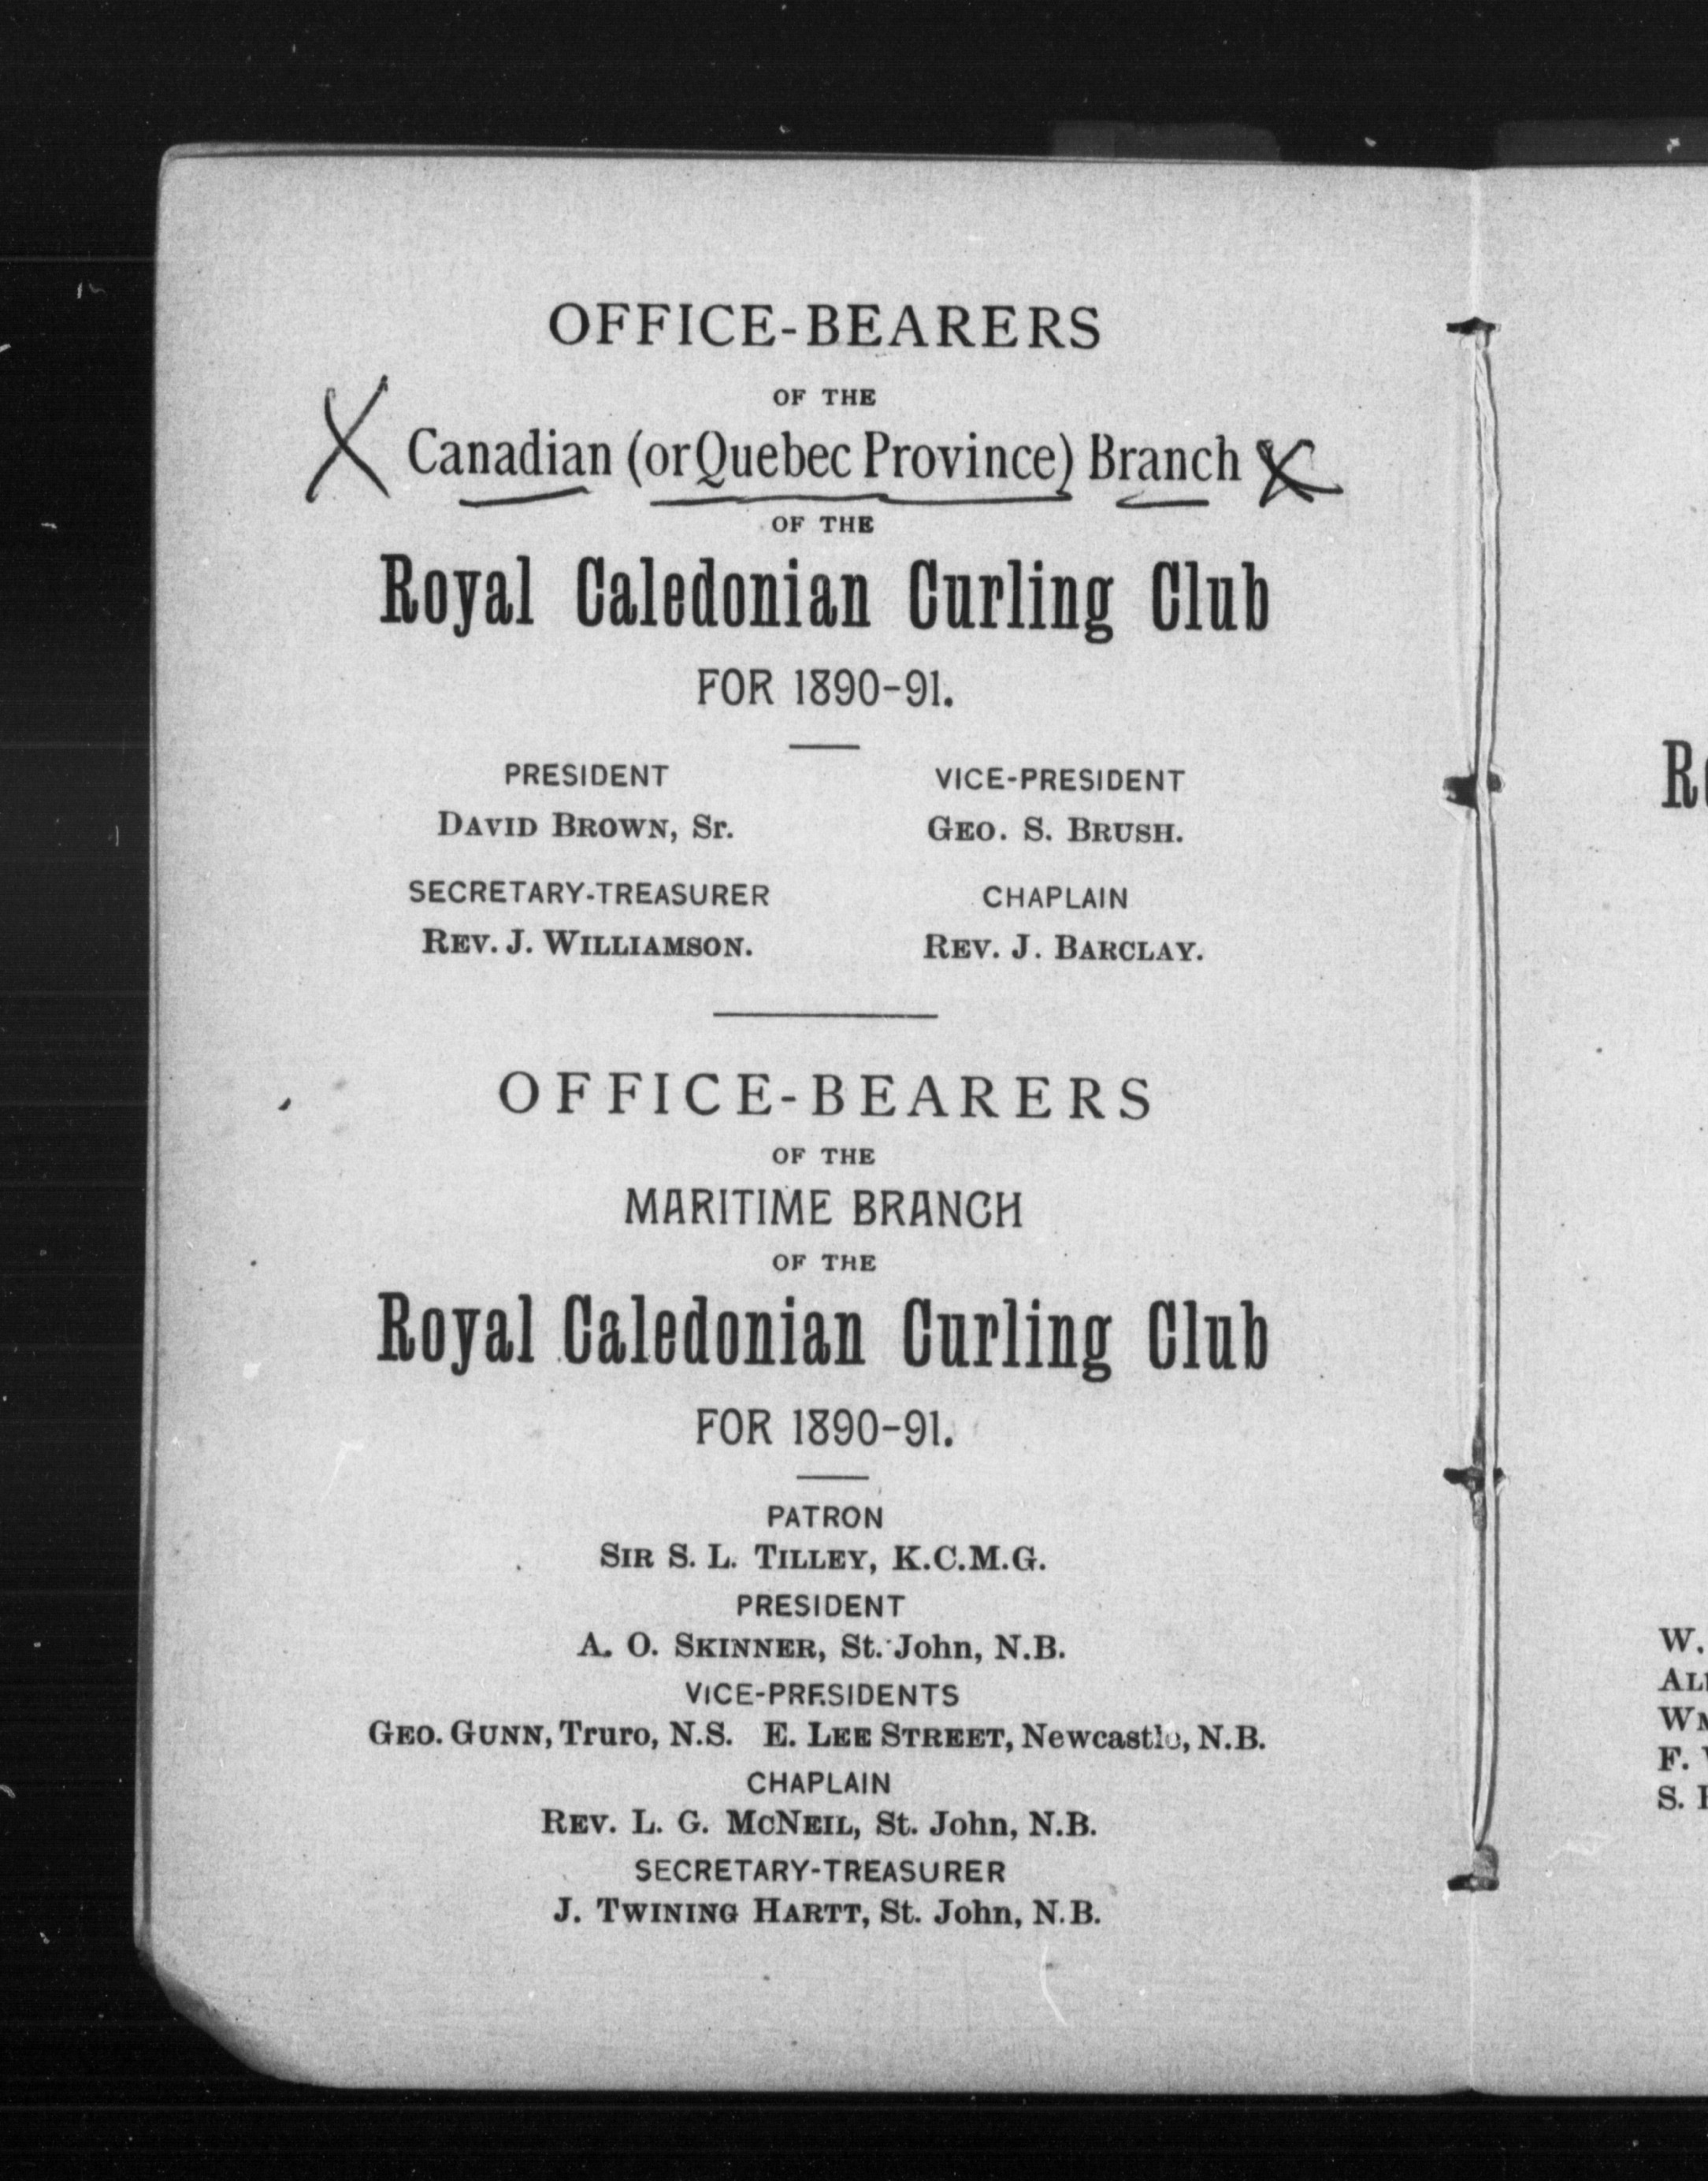 OFFICE-BEARERS
OF THE
X Canadian (or Quebec Province) Branch X
OF THE
Royal Caledonian Curling Club
FOR 1890-91.
PRESIDENT VICE-PRESIDENT
DAVID BROWN, Sr. GEO. S. BRUSH.
SECRETARY-TREASURER CHAPLAIN
REV. J. WILLIAMSON. REV. J. BARCLAY.
OFFICE-BEARERS
OF THE
MARITIME BRANCH
OF THE
Royal Caledonian Curling Club
FOR 1890-91.
PATRON
SIR S. L. TILLEY, K.C.M.G.
PRESIDENT
A. O. SKINNER, St. John, N.B.
VICE-PRESIDENTS
GEO. GUNN, Truro, N.S. E. LEE STREET, Newcastle, N.B.
CHAPLAIN
REV. L. G. MCNEIL, St. John, N.B.
SECRETARY-TREASURER
J. TWINING HARTT, St. John, N.B.
W.
F.
S.